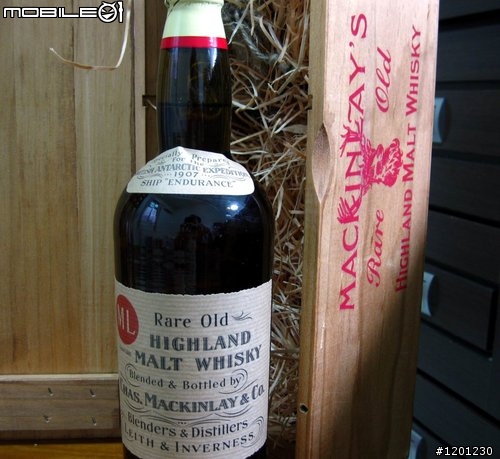 MOBILE01
Specially Prepared
For the
BRITISH ANTARCTIC EXPEDITION
1907
SHIP "ENDURANCE"
ML
Rare Old
HIGHLAND
MALT WHISKY
Blended & Bottled by
CHAS. MACKINLAY & Co.
Blenders & Distillers
LEITH & INVERNESS
MACKINLAY'S
Rare Old
HIGHLAND MALT WHISKY
#1201230